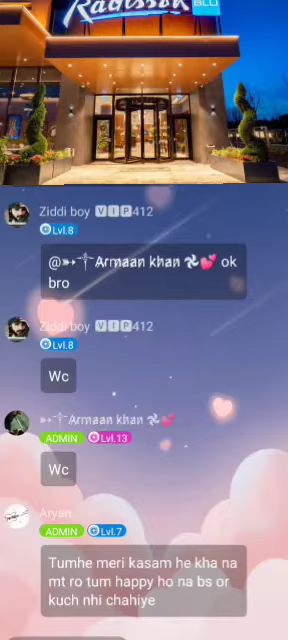 Radisson BLU
Ziddi boy VIP412
Lvl.8
@➳⁻༒Armaan khan ࿐💕 ok
bro
Ziddi boy VIP412
Lvl.8
Wc
➳⁻༒Armaan khan ࿐💕
ADMIN Lvl.13
Wc
Aryan
ADMIN Lvl.7
Tumhe meri kasam he kha na
mt ro tum happy ho na bs or
kuch nhi chahiye